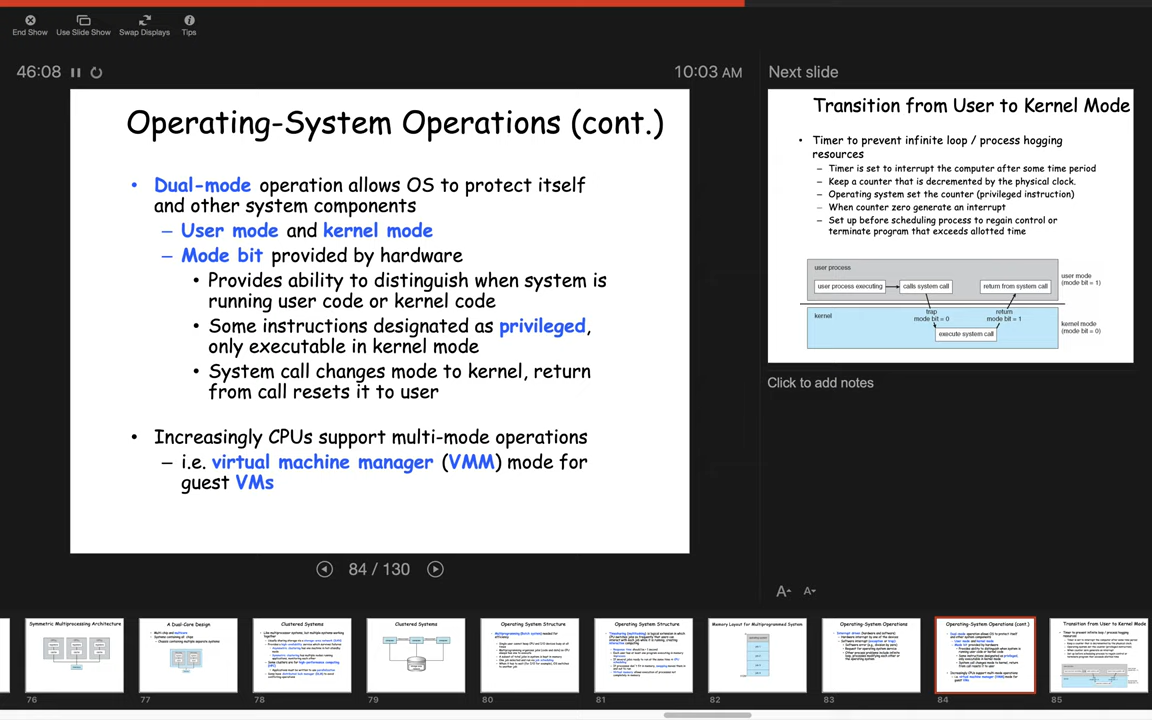 End Show
Use Slide Show
Swap Displays
Tips
46:08
10:03 AM
Next slide
Operating-System Operations (cont.)
• Dual-mode operation allows OS to protect itself
and other system components
– User mode and kernel mode
– Mode bit provided by hardware
• Provides ability to distinguish when system is
running user code or kernel code
• Some instructions designated as privileged,
only executable in kernel mode
• System call changes mode to kernel, return
from call resets it to user
• Increasingly CPUs support multi-mode operations
– i.e. virtual machine manager (VMM) mode for
guest VMs
84 / 130
Transition from User to Kernel Mode
• Timer to prevent infinite loop / process hogging
resources
– Timer is set to interrupt the computer after some time period
– Keep a counter that is decremented by the physical clock.
– Operating system set the counter (privileged instruction)
– When counter zero generate an interrupt
– Set up before scheduling process to regain control or
terminate program that exceeds allotted time
user process
user process executing
calls system call
return from system call
user mode
(mode bit = 1)
kernel
trap
mode bit = 0
return
mode bit = 1
execute system call
kernel mode
(mode bit = 0)
Click to add notes
A
A
Symmetric Multiprocessing Architecture
A Dual-Core Design
Clustered Systems
Clustered Systems
Operating System Structure
Operating System Structure
Memory Layout for Multiprogrammed System
Operating-System Operations
Operating-System Operations (cont.)
Transition from User to Kernel Mode
76
77
78
79
80
81
82
83
84
85